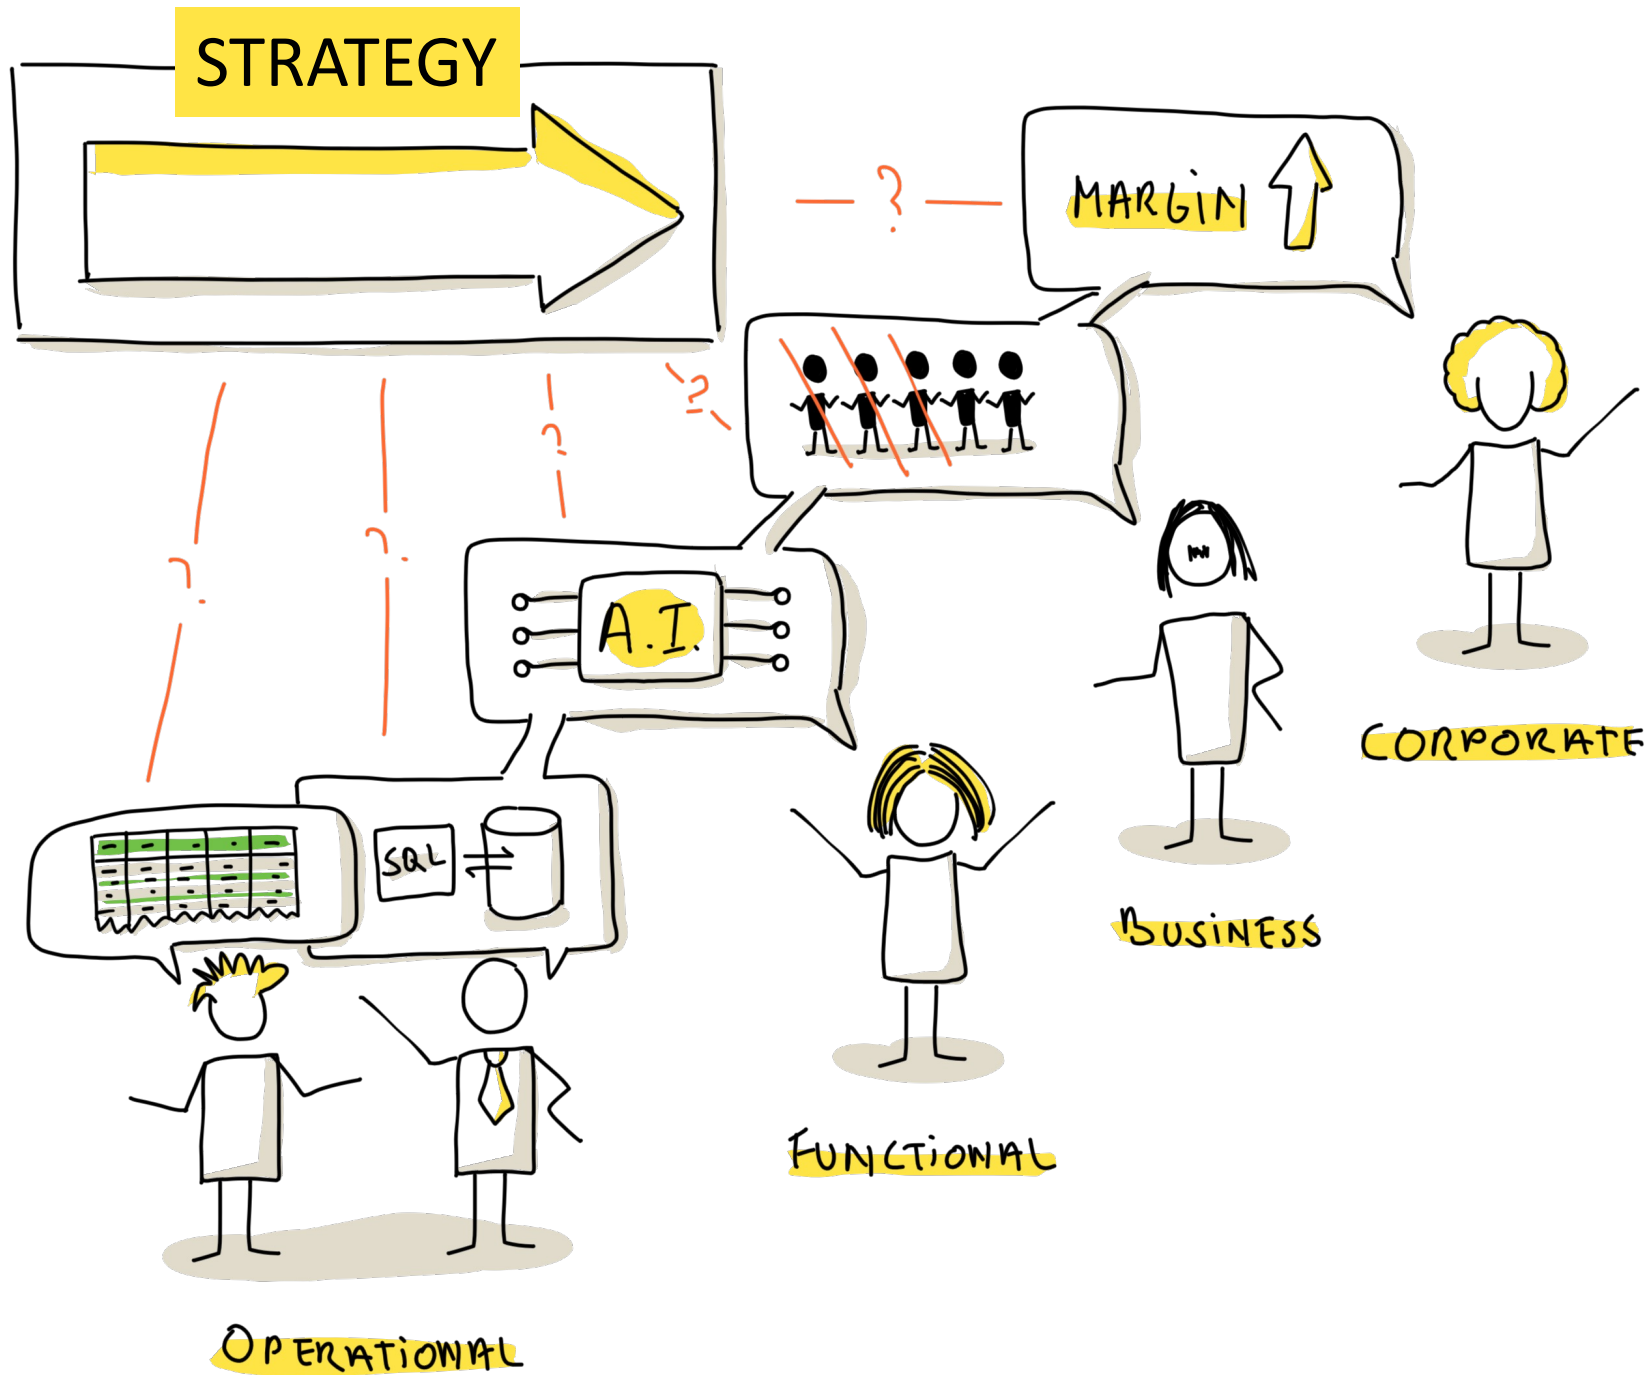 STRATEGY
?
MARGiN
?
?
?
?
A.I.
SQL
CORPORATE
BUSiNESS
FUNCTiONAL
OPERATiONAL